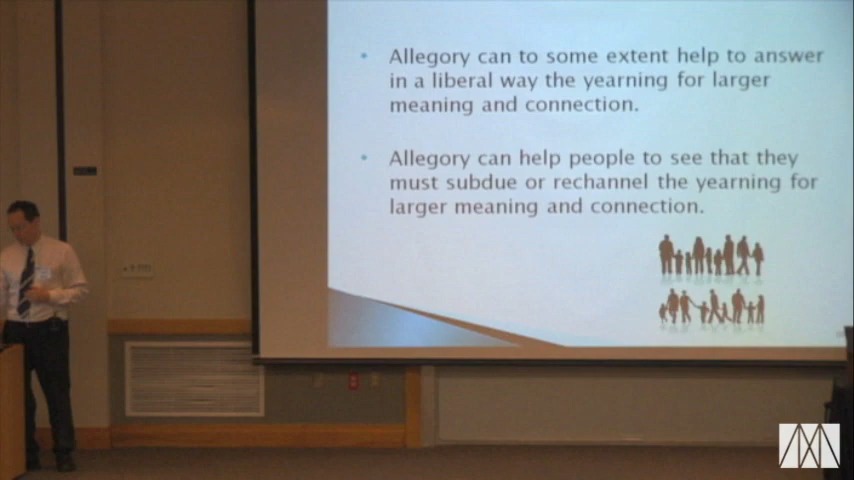 Allegory can to some extent help to answer
in a liberal way the yearning for larger
meaning and connection.
Allegory can help people to see that they
must subdue or rechannel the yearning for
larger meaning and connection.